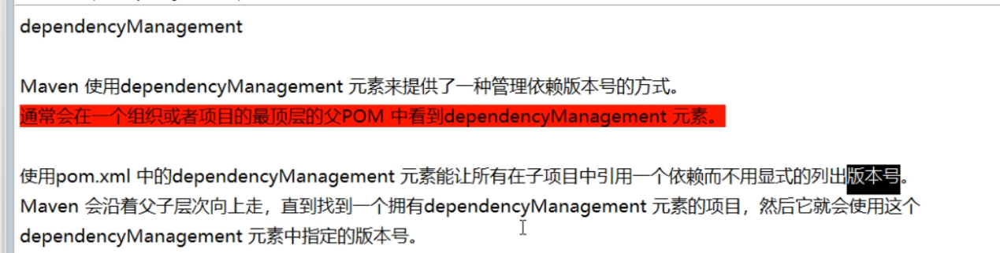 dependencyManagement
Maven 使用dependencyManagement 元素来提供了一种管理依赖版本号的方式。
通常会在一个组织或者项目的最顶层的父POM 中看到dependencyManagement 元素。
使用pom.xml 中的dependencyManagement 元素能让所有在子项目中引用一个依赖而不用显式的列出版本号。
Maven 会沿着父子层次向上走，直到找到一个拥有dependencyManagement 元素的项目，然后它就会使用这个
dependencyManagement 元素中指定的版本号。